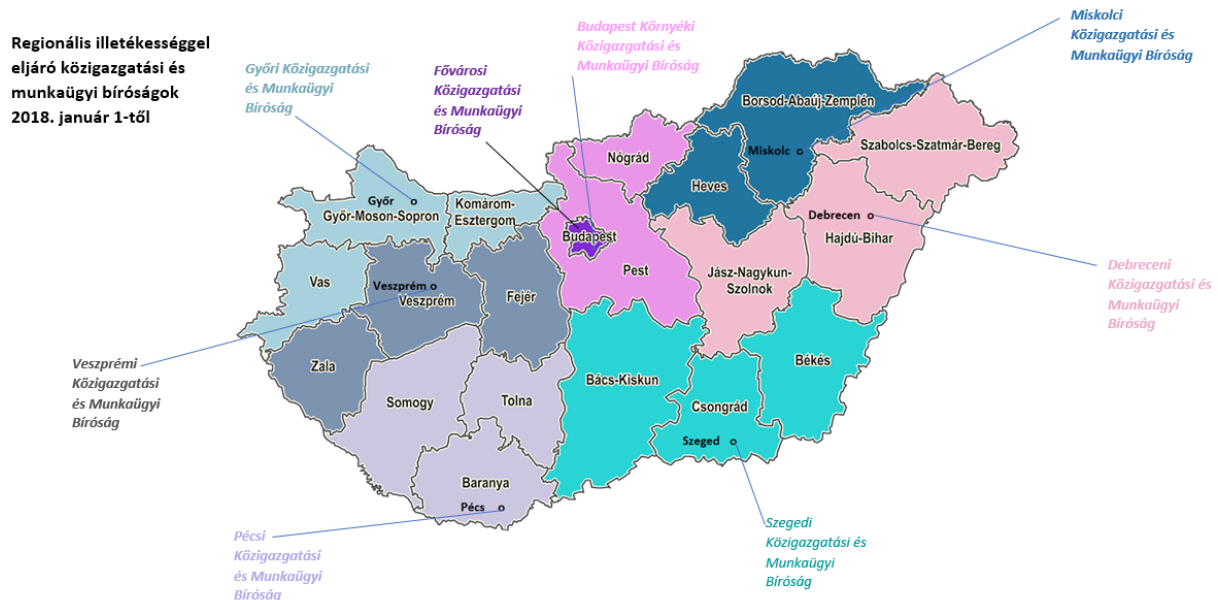 Regionális illetékességgel
eljáró közigazgatási és
munkaügyi bíróságok
2018. január 1-től
Győri Közigazgatási
és Munkaügyi
Bíróság
Fővárosi
Közigazgatási
és Munkaügyi
Bíróság
Budapest Környéki
Közigazgatási és
Munkaügyi Bíróság
Miskolci
Közigazgatási és
Munkaügyi Bíróság
Borsod-Abaúj-Zemplén
Miskolc
Szabolcs-Szatmár-Bereg
Nógrád
Heves
Győr
Győr-Moson-Sopron
Komárom-
Esztergom
Budapest
Debrecen
Hajdú-Bihar
Vas
Veszprém
Veszprém
Fejér
Pest
Jász-Nagykun-
Szolnok
Debreceni
Közigazgatási és
Munkaügyi
Bíróság
Veszprémi
Közigazgatási
és Munkaügyi
Bíróság
Zala
Somogy
Tolna
Bács-Kiskun
Békés
Csongrád
Szeged
Baranya
Pécs
Pécsi
Közigazgatási
és Munkaügyi
Bíróság
Szegedi
Közigazgatási és
Munkaügyi
Bíróság